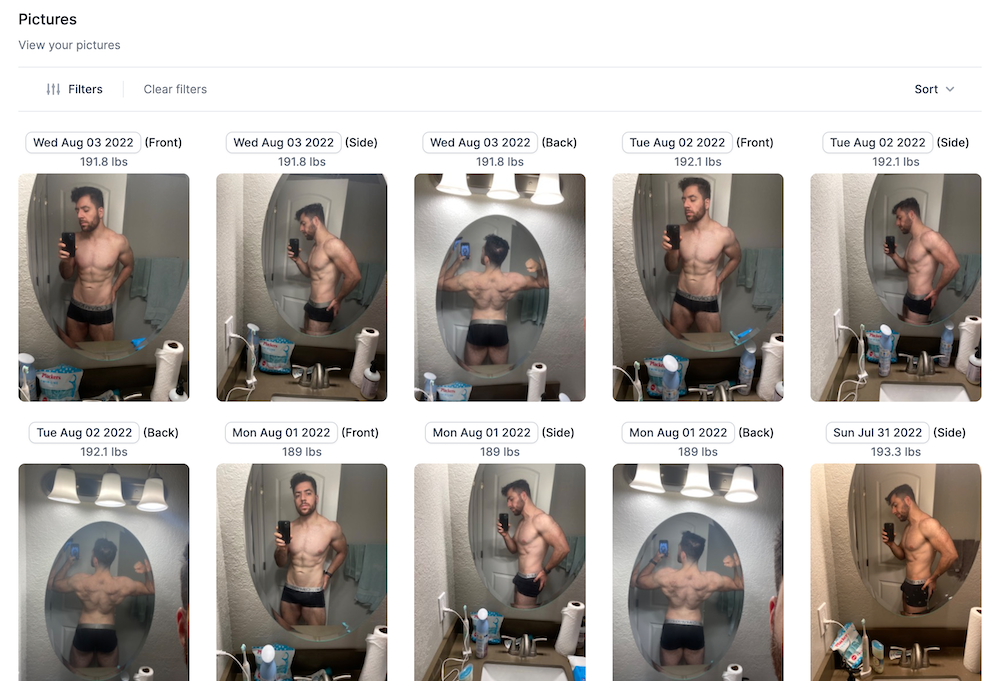 Pictures
View your pictures
Filters
Clear filters
Sort
Wed Aug 03 2022 (Front)
191.8 lbs
Wed Aug 03 2022 (Side)
191.8 lbs
Wed Aug 03 2022 (Back)
191.8 lbs
Tue Aug 02 2022 (Front)
192.1 lbs
Tue Aug 02 2022 (Side)
192.1 lbs
Plackers
Tue Aug 02 2022 (Back)
192.1 lbs
Mon Aug 01 2022 (Front)
189 lbs
Mon Aug 01 2022 (Side)
189 lbs
Mon Aug 01 2022 (Back)
189 lbs
Sun Jul 31 2022 (Side)
193.3 lbs